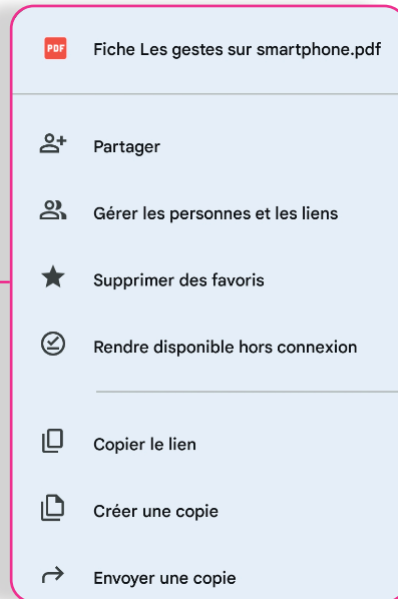 PDF
Fiche Les gestes sur smartphone.pdf
Partager
Gérer les personnes et les liens
Supprimer des favoris
Rendre disponible hors connexion
Copier le lien
Créer une copie
Envoyer une copie